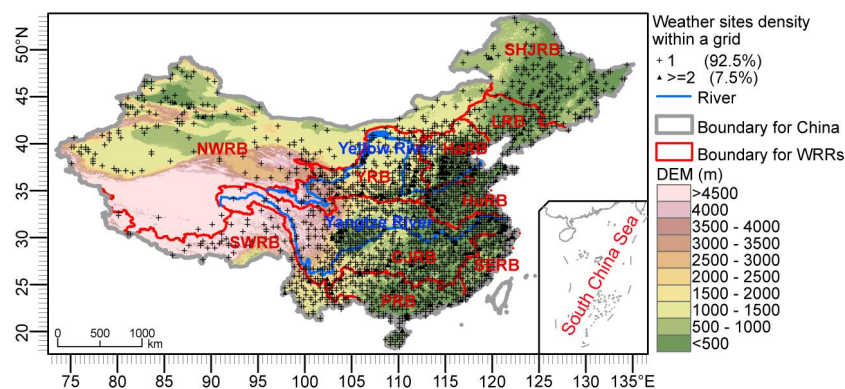 Weather sites density
within a grid
+ 1 (92.5%)
▲ >=2 (7.5%)
River
Boundary for China
Boundary for WRRs
DEM (m)
>4500
4000
3500 - 4000
3000 - 3500
2500 - 3000
2000 - 2500
1500 - 2000
1000 - 1500
500 - 1000
<500
50°N
45
40
35
30
25
20
SHJRB
LRB
NWRB
Yellow River
HaRB
YRB
HuRB
Yangtze River
SWRB
CJRB
SERB
PRB
South China Sea
0 500 1000
km
75 80 85 90 95 100 105 110 115 120 125 130 135°E